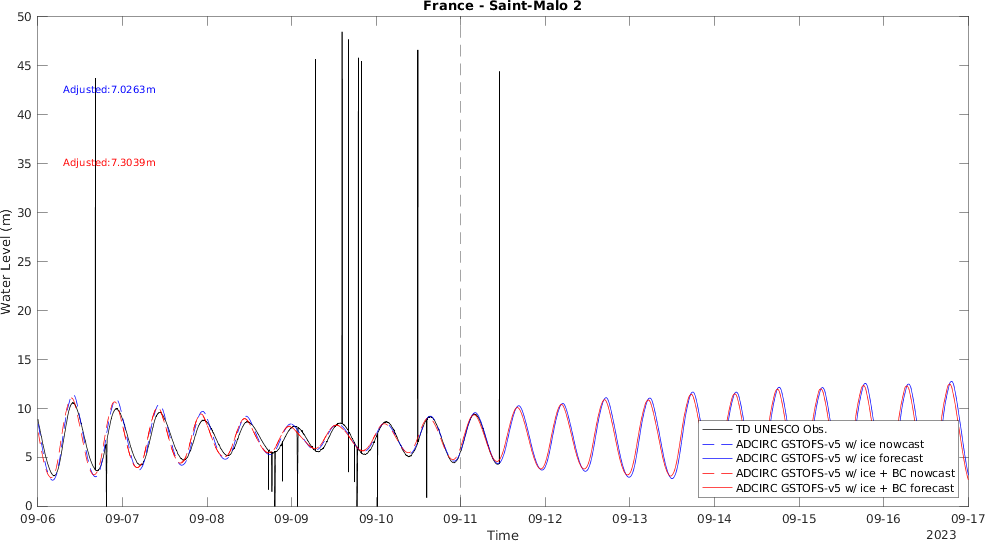 France - Saint-Malo 2
50
45
40
35
30
25
20
15
10
5
0
Water Level (m)
Adjusted:7.0263m
Adjusted:7.3039m
TD UNESCO Obs.
ADCIRC GSTOFS-v5 w/ ice nowcast
ADCIRC GSTOFS-v5 w/ ice forecast
ADCIRC GSTOFS-v5 w/ ice + BC nowcast
ADCIRC GSTOFS-v5 w/ ice + BC forecast
09-06 09-07 09-08 09-09 09-10 09-11 09-12 09-13 09-14 09-15 09-16 09-17
Time
2023